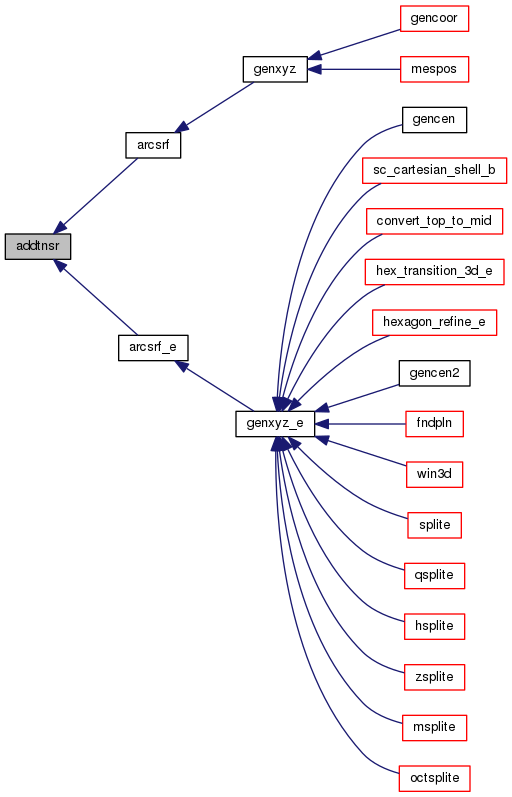 gencoor
genxyz
mespos
gencen
arcsrf
sc_cartesian_shell_b
convert_top_to_mid
addtnsr
hex_transition_3d_e
hexagon_refine_e
arcsrf_e
gencen2
genxyz_e
fndpln
win3d
splite
qsplite
hsplite
zsplite
msplite
octsplite